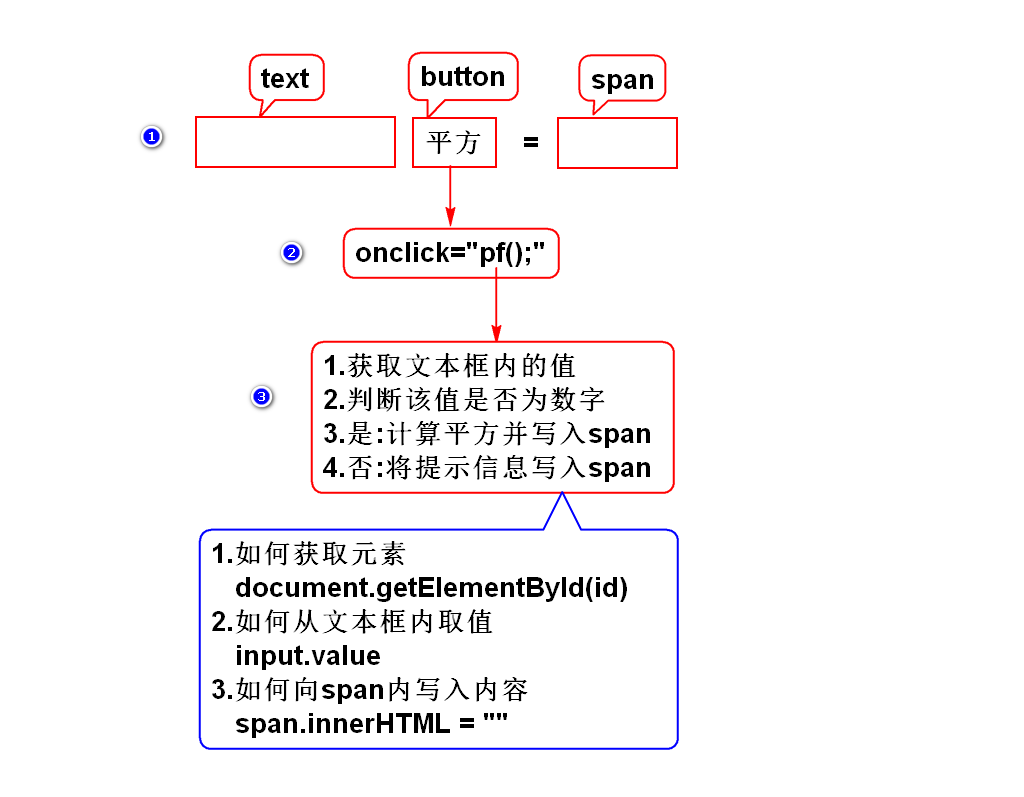 text
button
span
1
平方
=
2
onclick="pf();"
3
1.获取文本框内的值
2.判断该值是否为数字
3.是:计算平方并写入span
4.否:将提示信息写入span
1.如何获取元素
document.getElementById(id)
2.如何从文本框内取值
input.value
3.如何向span内写入内容
span.innerHTML = ""